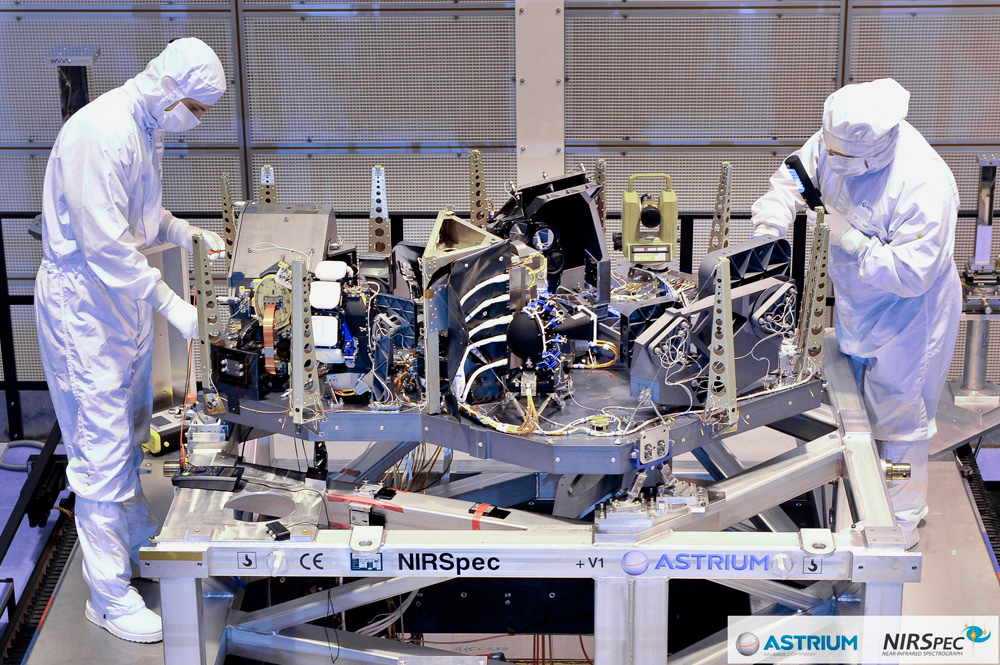 CE NIRSpec +V1 ASTRIUM
ASTRIUM
NIRSPEC
NEAR-INFRARED SPECTROGRAPH